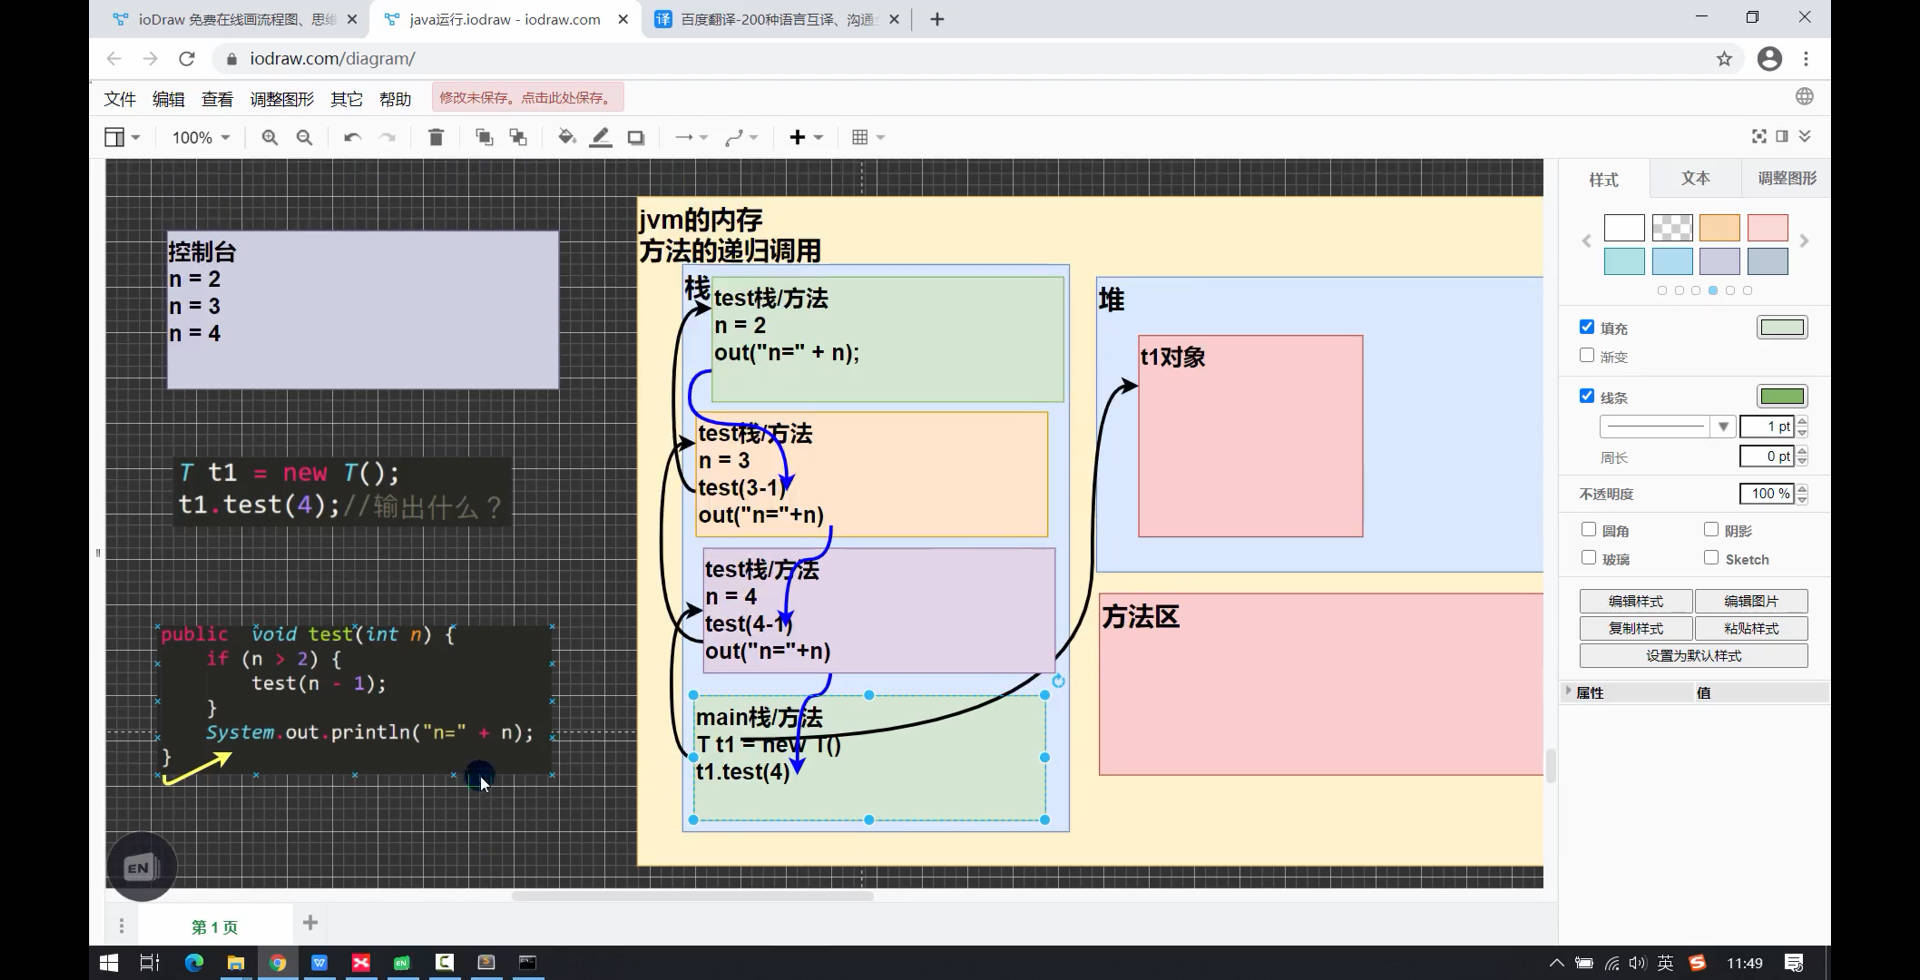 ioDraw 免费在线画流程图、思维
java运行.iodraw - iodraw.com
译 百度翻译-200种语言互译、沟通
iodraw.com/diagram/
文件 编辑 查看 调整图形 其它 帮助 修改未保存。点击此处保存。
100%
样式 文本 调整图形
控制台
n = 2
n = 3
n = 4
T t1 = new T();
t1.test(4);//输出什么？
public void test(int n) {
if (n > 2) {
test(n - 1);
}
System.out.println("n=" + n);
}
jvm的内存
方法的递归调用
栈
test栈/方法
n = 2
out("n=" + n);
test栈/方法
n = 3
test(3-1)
out("n="+n)
test栈/方法
n = 4
test(4-1)
out("n="+n)
main栈/方法
T t1 = new T()
t1.test(4)
堆
t1对象
方法区
填充
渐变
线条
1 pt
周长 0 pt
不透明度 100 %
圆角 阴影
玻璃 Sketch
编辑样式 编辑图片
复制样式 粘贴样式
设置为默认样式
属性 值
EN
第 1 页
英 11:49